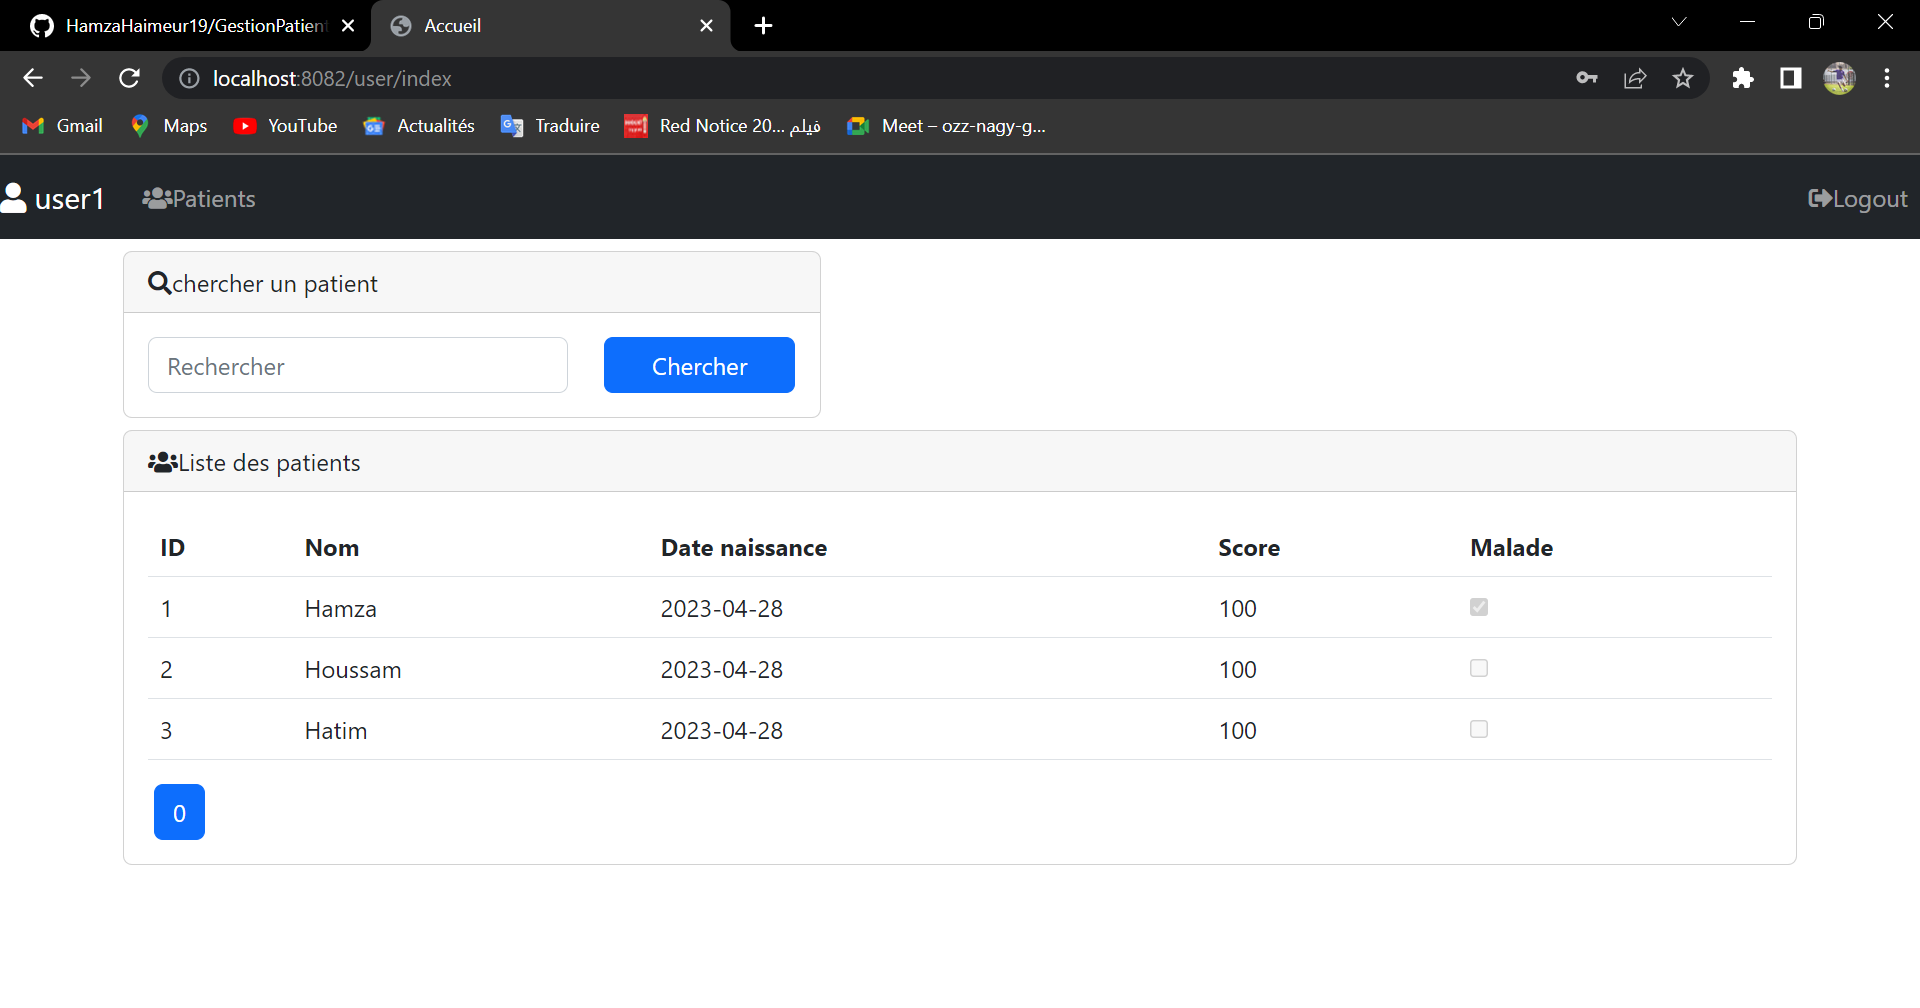 HamzaHaimeur19/GestionPatient
Accueil
localhost:8082/user/index
Gmail
Maps
YouTube
Actualités
Traduire
Red Notice 20... فيلم
Meet – ozz-nagy-g...
user1
Patients
Logout
chercher un patient
Rechercher
Chercher
Liste des patients
ID Nom Date naissance Score Malade
1 Hamza 2023-04-28 100
2 Houssam 2023-04-28 100
3 Hatim 2023-04-28 100
0